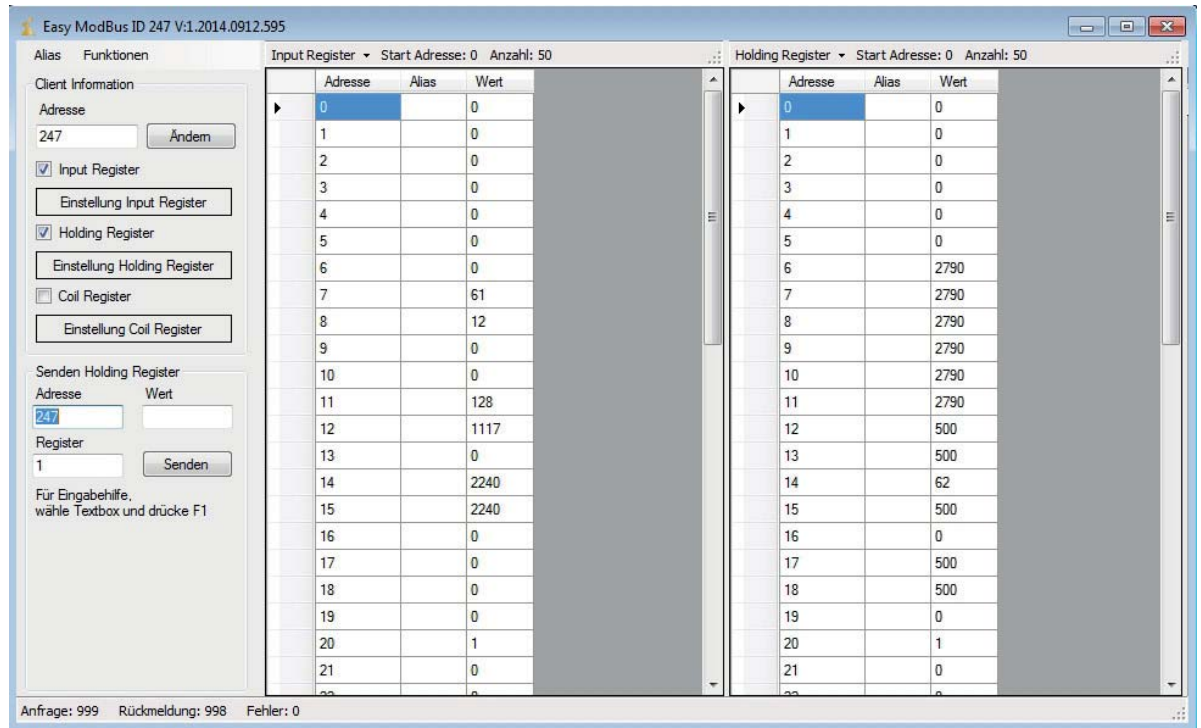 Easy ModBus ID 247 V:1.2014.0912.595
Alias Funktionen
Client Information
Adresse
247 Ändern
Input Register
Einstellung Input Register
Holding Register
Einstellung Holding Register
Coil Register
Einstellung Coil Register
Senden Holding Register
Adresse Wert
247
Register
1 Senden
Für Eingabehilfe,
wähle Textbox und drücke F1
Input Register Start Adresse: 0 Anzahl: 50
Adresse Alias Wert
0 0
1 0
2 0
3 0
4 0
5 0
6 0
7 61
8 12
9 0
10 0
11 128
12 1117
13 0
14 2240
15 2240
16 0
17 0
18 0
19 0
20 1
21 0
Holding Register Start Adresse: 0 Anzahl: 50
Adresse Alias Wert
0 0
1 0
2 0
3 0
4 0
5 0
6 2790
7 2790
8 2790
9 2790
10 2790
11 2790
12 500
13 500
14 62
15 500
16 0
17 500
18 500
19 0
20 1
21 0
Anfrage: 999 Rückmeldung: 998 Fehler: 0